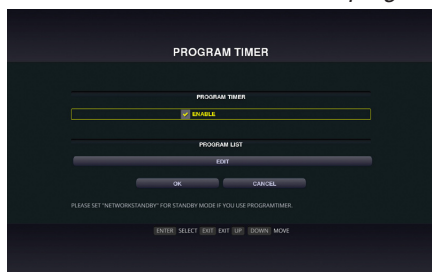 PROGRAM TIMER
PROGRAM TIMER
ENABLE
PROGRAM LIST
EDIT
OK CANCEL
PLEASE SET "NETWORKSTANDBY" FOR STANDBY MODE IF YOU USE PROGRAMTIMER.
ENTER SELECT EXIT EXIT UP DOWN MOVE